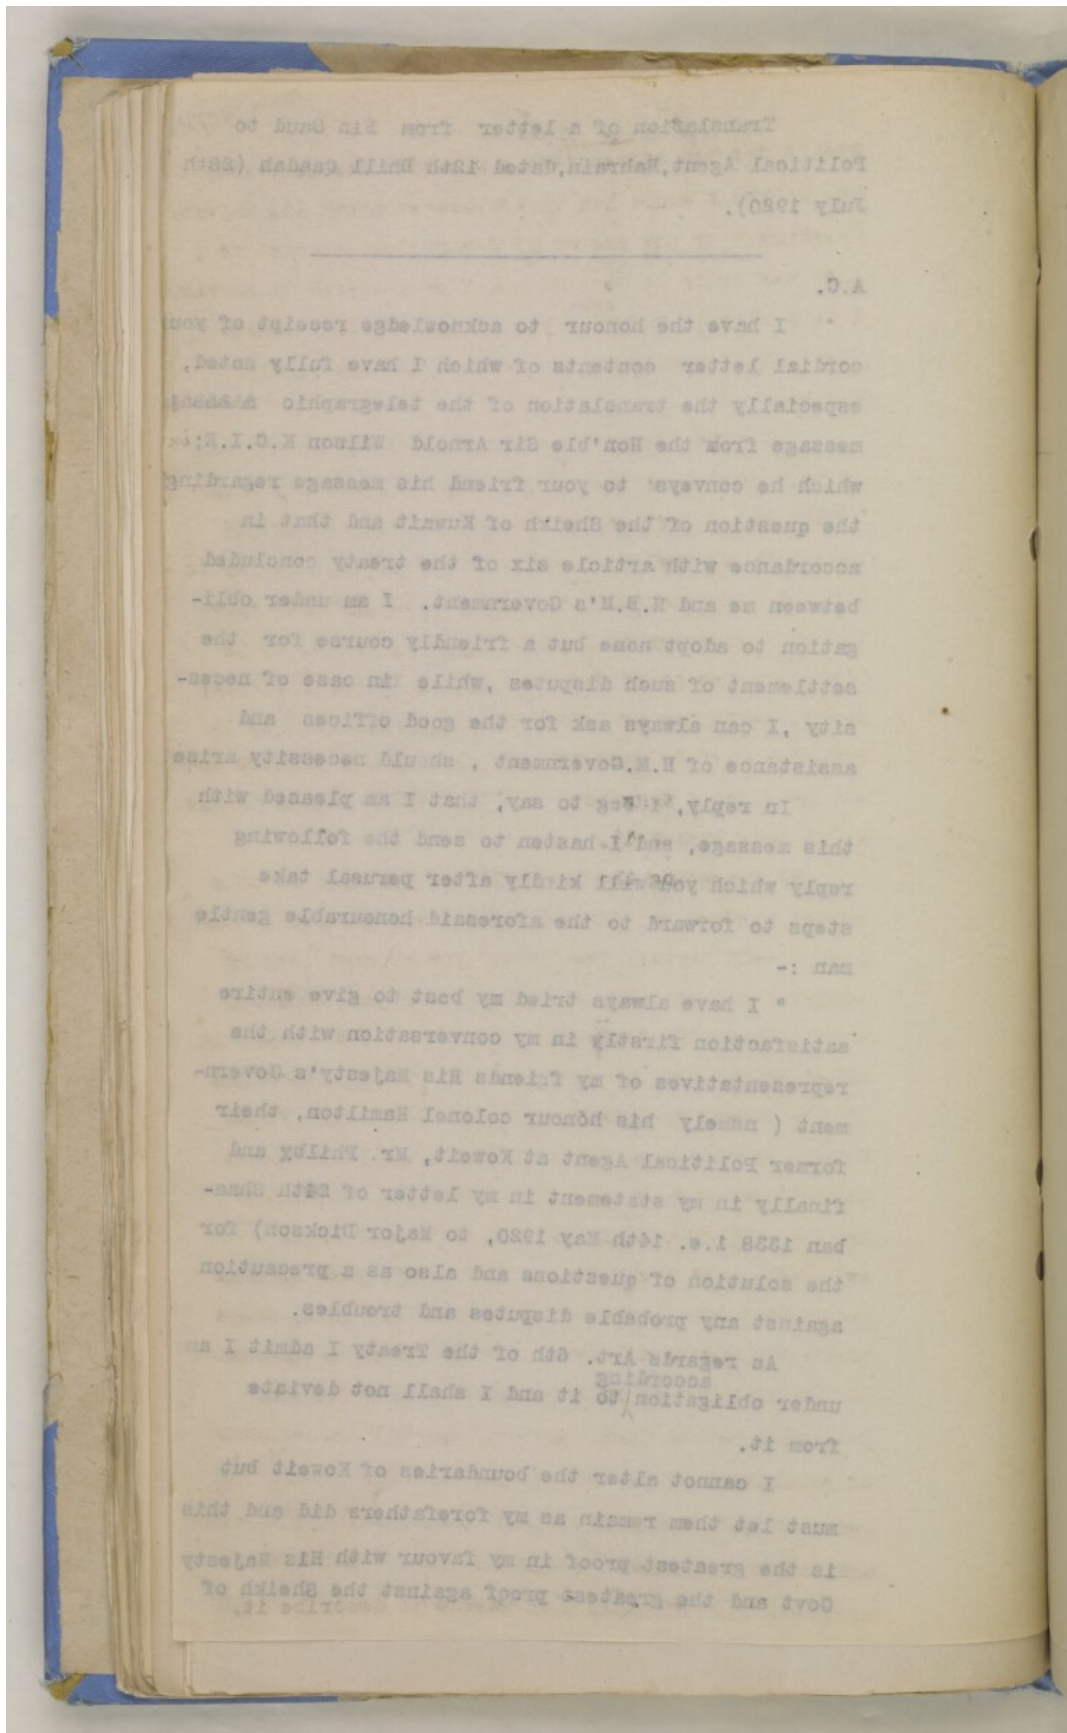 Translation of a letter from Bin Saud to
Political Agent,Bahrain,dated 12th Dhill Qaadah (28th
July 1920).
A.C.
I have the honour to acknowledge receipt of your
cordial letter contents of which I have fully noted,
especially the translation of the telegraphic
message from the Hon'ble Sir Arnold Wilson K.C.I.E;
which he conveys to your friend his message regarding
the question of the Sheikh of Kuwait and that in
accordance with article six of the treaty concluded
between me and H.B.M's Government. I am under obli-
gation to adopt none but a friendly course for the
settlement of such disputes ,while in case of neces-
sity ,I can always ask for the good offices and
assistance of H.M.Government , should necessity arise
In reply, I beg to say, that I am pleased with
this message, and I hasten to send the following
reply which you will kindly after perusal take
steps to forward to the aforesaid honourable gentle
man :-
" I have always tried my best to give entire
satisfaction firstly in my conversation with the
representatives of my friends His Majesty's Govern-
ment ( namely his honour colonel Hamilton, their
former Political Agent at Koweit, Mr. Philby and
finally in my statement in my letter of 24th Shaa-
ban 1338 i.e. 14th May 1920, to Major Dickson) for
the solution of questions and also as a precaution
against any probable disputes and troubles.
As regards Art. 6th of the Treaty I admit I am
according
under obligation to it and I shall not deviate
from it.
I cannot alter the boundaries of Koweit but
must let them remain as my forefathers did and this
is the greatest proof in my favour with His Majesty
Govt and the greatest proof against the Sheikh of